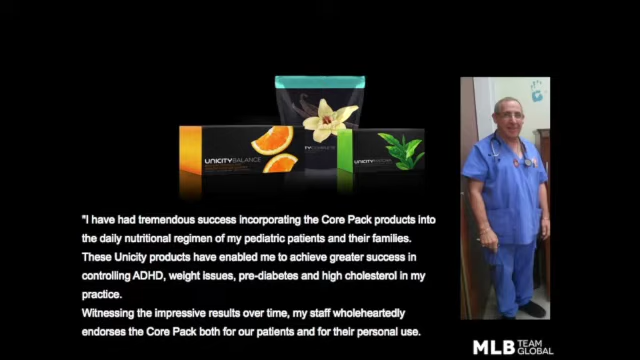 UNICITYBALANCE
UNICITY
"I have had tremendous success incorporating the Core Pack products into
the daily nutritional regimen of my pediatric patients and their families.
These Unicity products have enabled me to achieve greater success in
controlling ADHD, weight issues, pre-diabetes and high cholesterol in my
practice.
Witnessing the impressive results over time, my staff wholeheartedly
endorses the Core Pack both for our patients and for their personal use.
MLB TEAM
GLOBAL